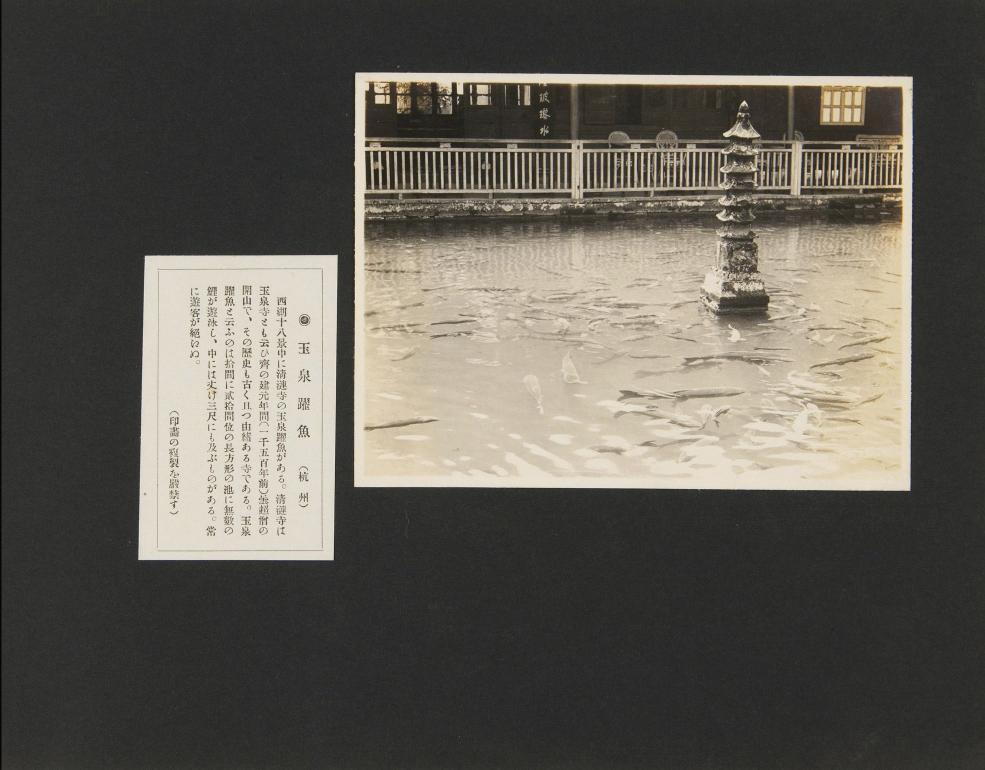 ◉ 玉泉躍魚 (杭州)
西湖十八景中に清漣寺の玉泉躍魚がある。清漣寺は
玉泉寺とも云ひ齊の建元年間(一千五百年前)曇超僧の
開山で、その歴史も古く且つ由緒ある寺である。玉泉
躍魚と云ふのは拾間に貳拾間位の長方形の池に無數の
鯉が遊泳し、中には丈け三尺にも及ぶものがある。常
に遊客が絕いぬ。
(印畵の複製を嚴禁す)
玻璨水